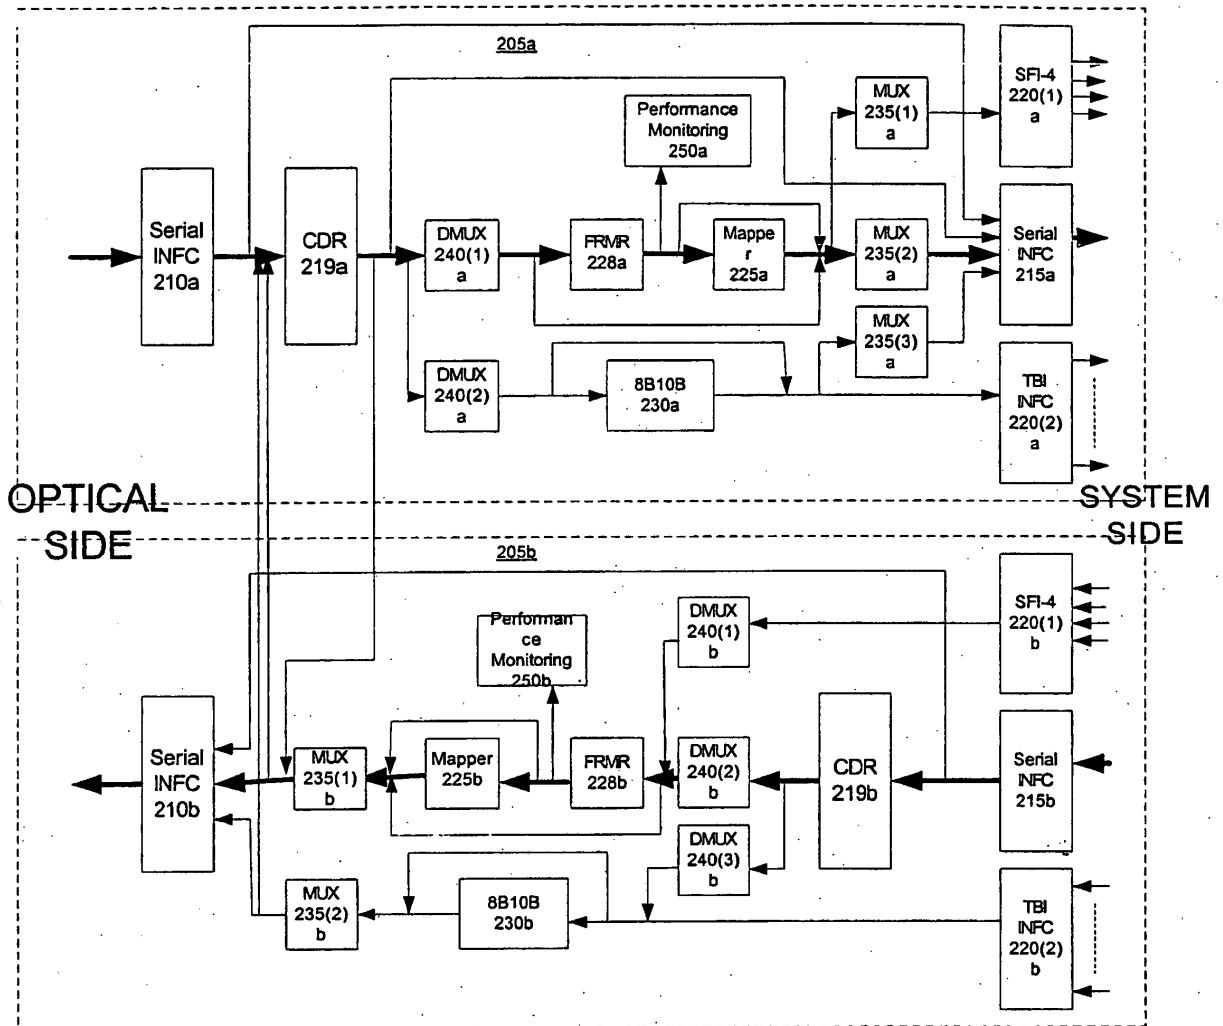 205a
SFI-4
220(1)
a
MUX
235(1)
a
Performance
Monitoring
250a
Serial
INFC
210a
CDR
219a
DMUX
240(1)
a
FRMR
228a
Mappe
r
225a
MUX
235(2)
a
Serial
INFC
215a
MUX
235(3)
a
DMUX
240(2)
a
8B10B
230a
TBI
INFC
220(2)
a
OPTICAL
SIDE
SYSTEM
SIDE
205b
SFI-4
220(1)
b
DMUX
240(1)
b
Performan
ce
Monitoring
250b
Serial
INFC
210b
MUX
235(1)
b
Mapper
225b
FRMR
228b
DMUX
240(2)
b
CDR
219b
Serial
INFC
215b
DMUX
240(3)
b
MUX
235(2)
b
8B10B
230b
TBI
INFC
220(2)
b